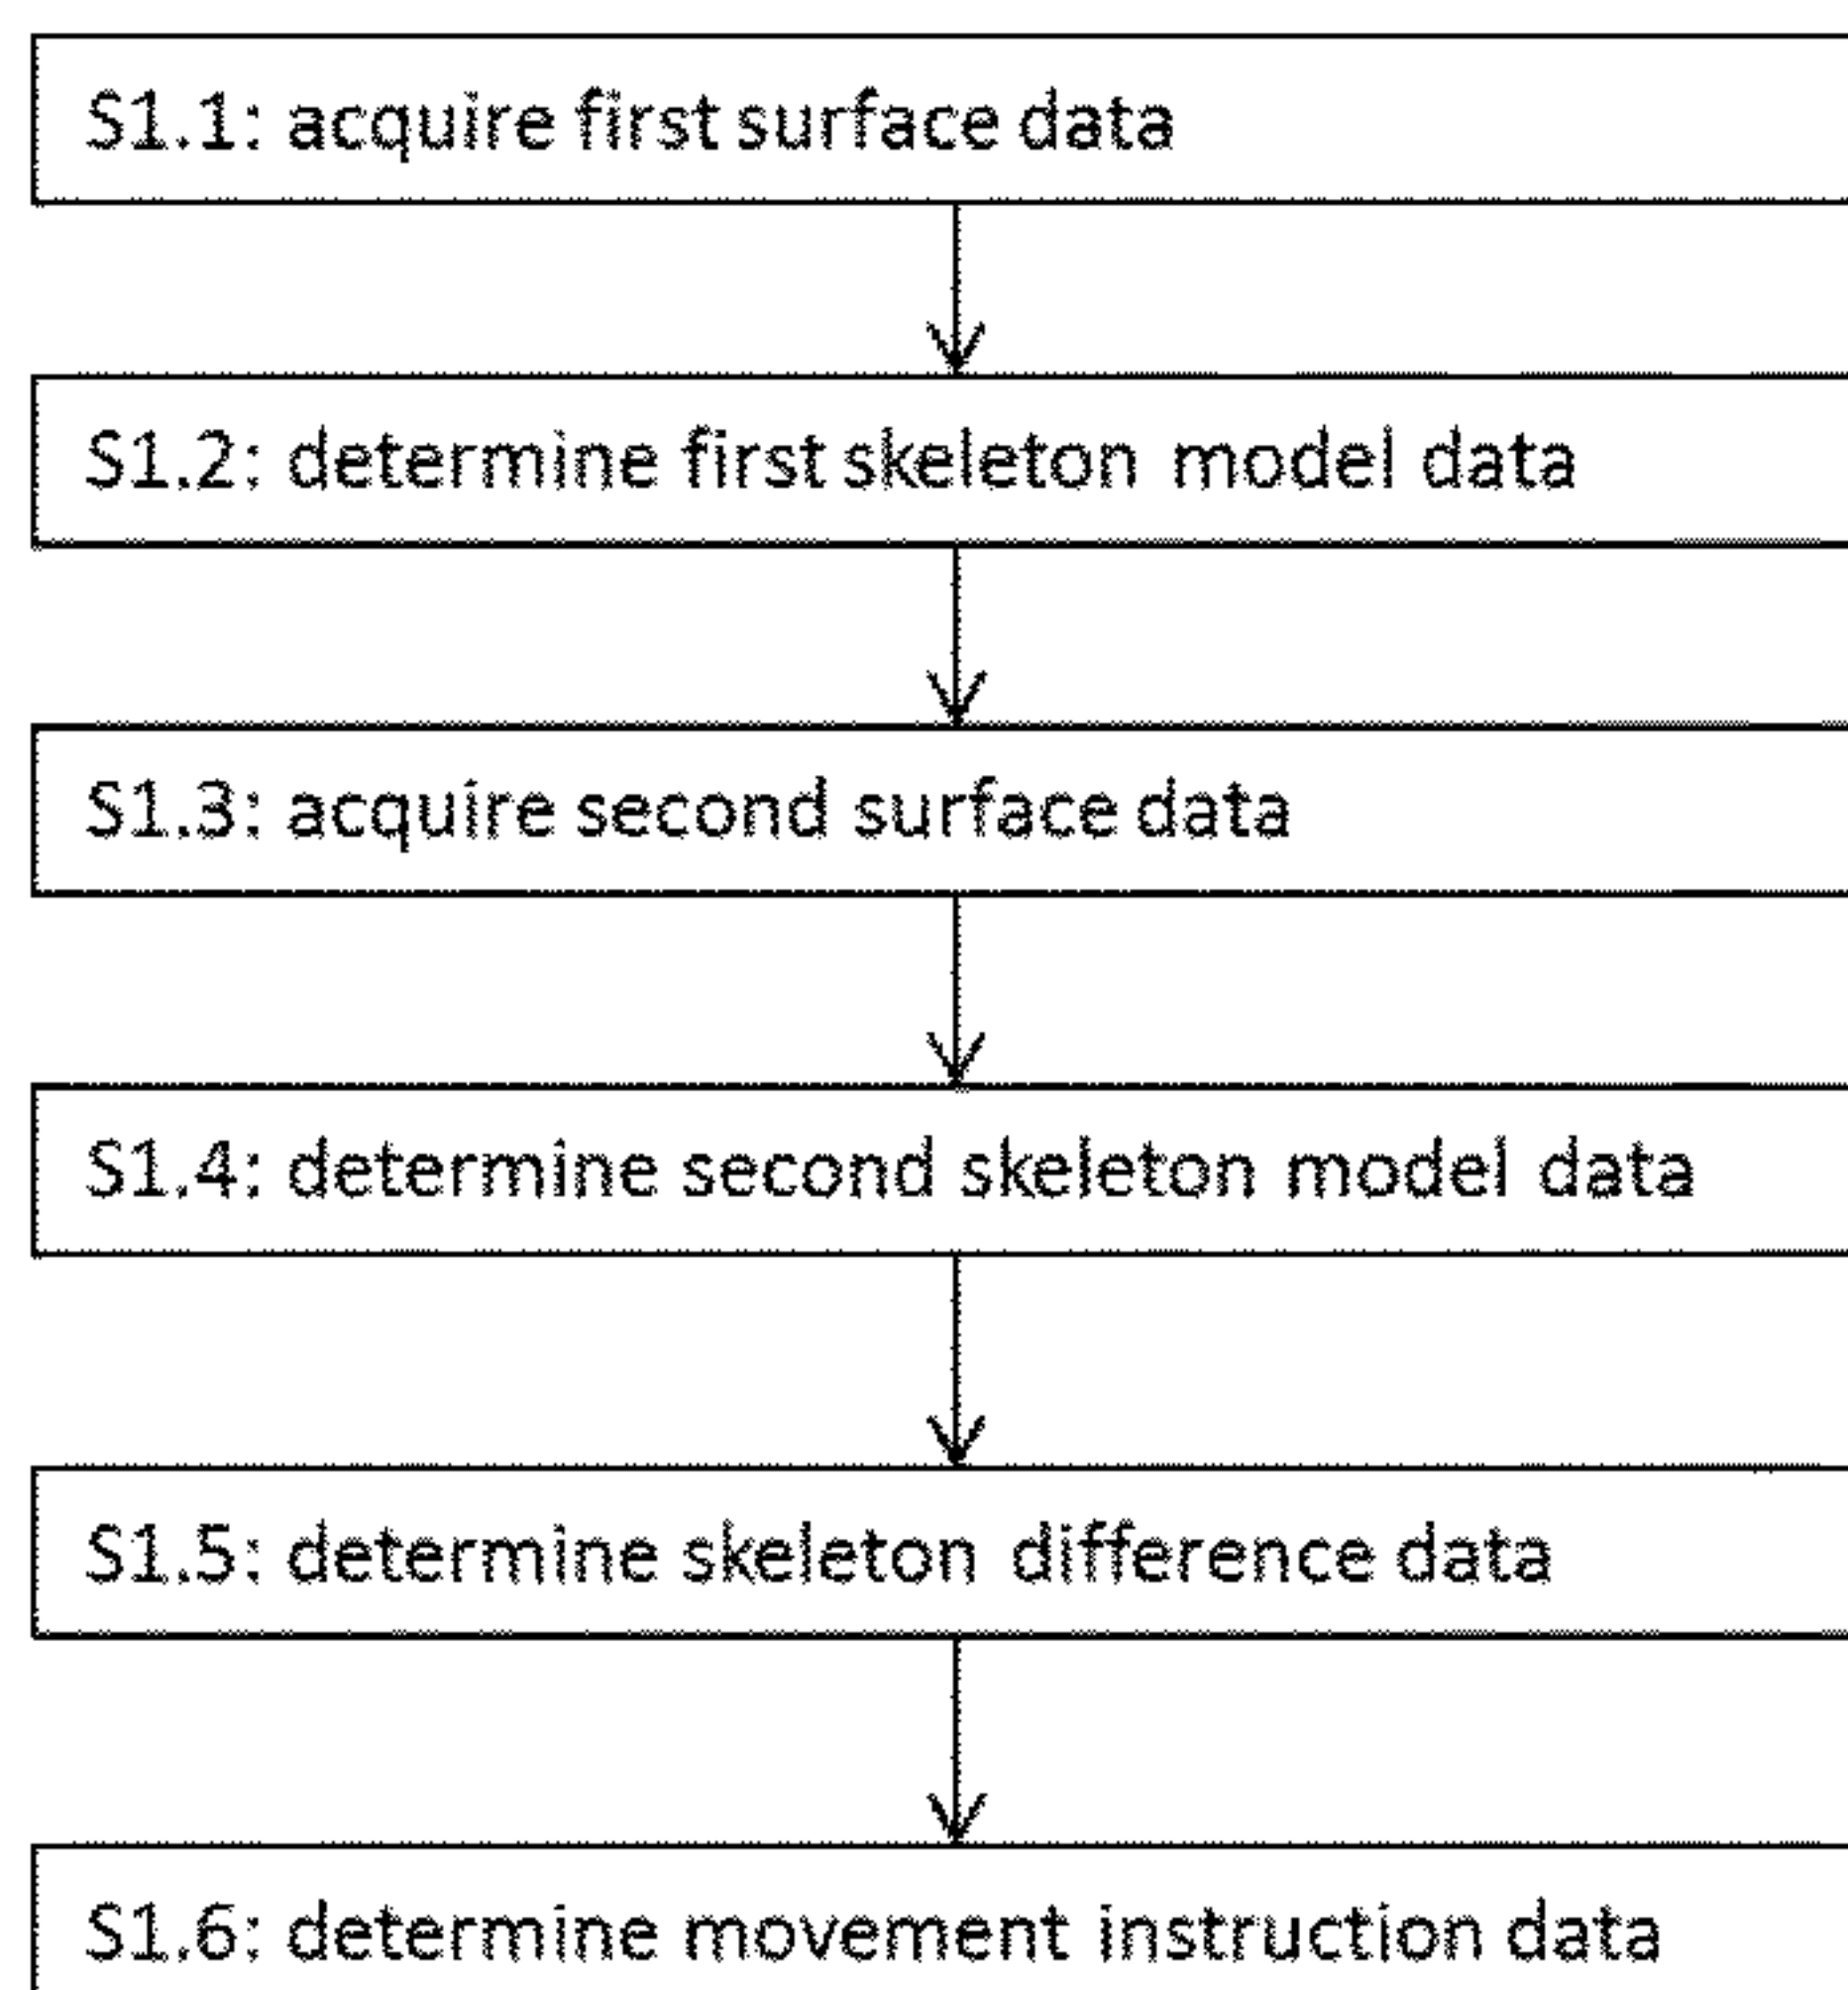 S1.1: acquire first surface data
S1.2: determine first skeleton model data
S1.3: acquire second surface data
S1.4: determine second skeleton model data
S1.5: determine skeleton difference data
S1.6: determine movement instruction data